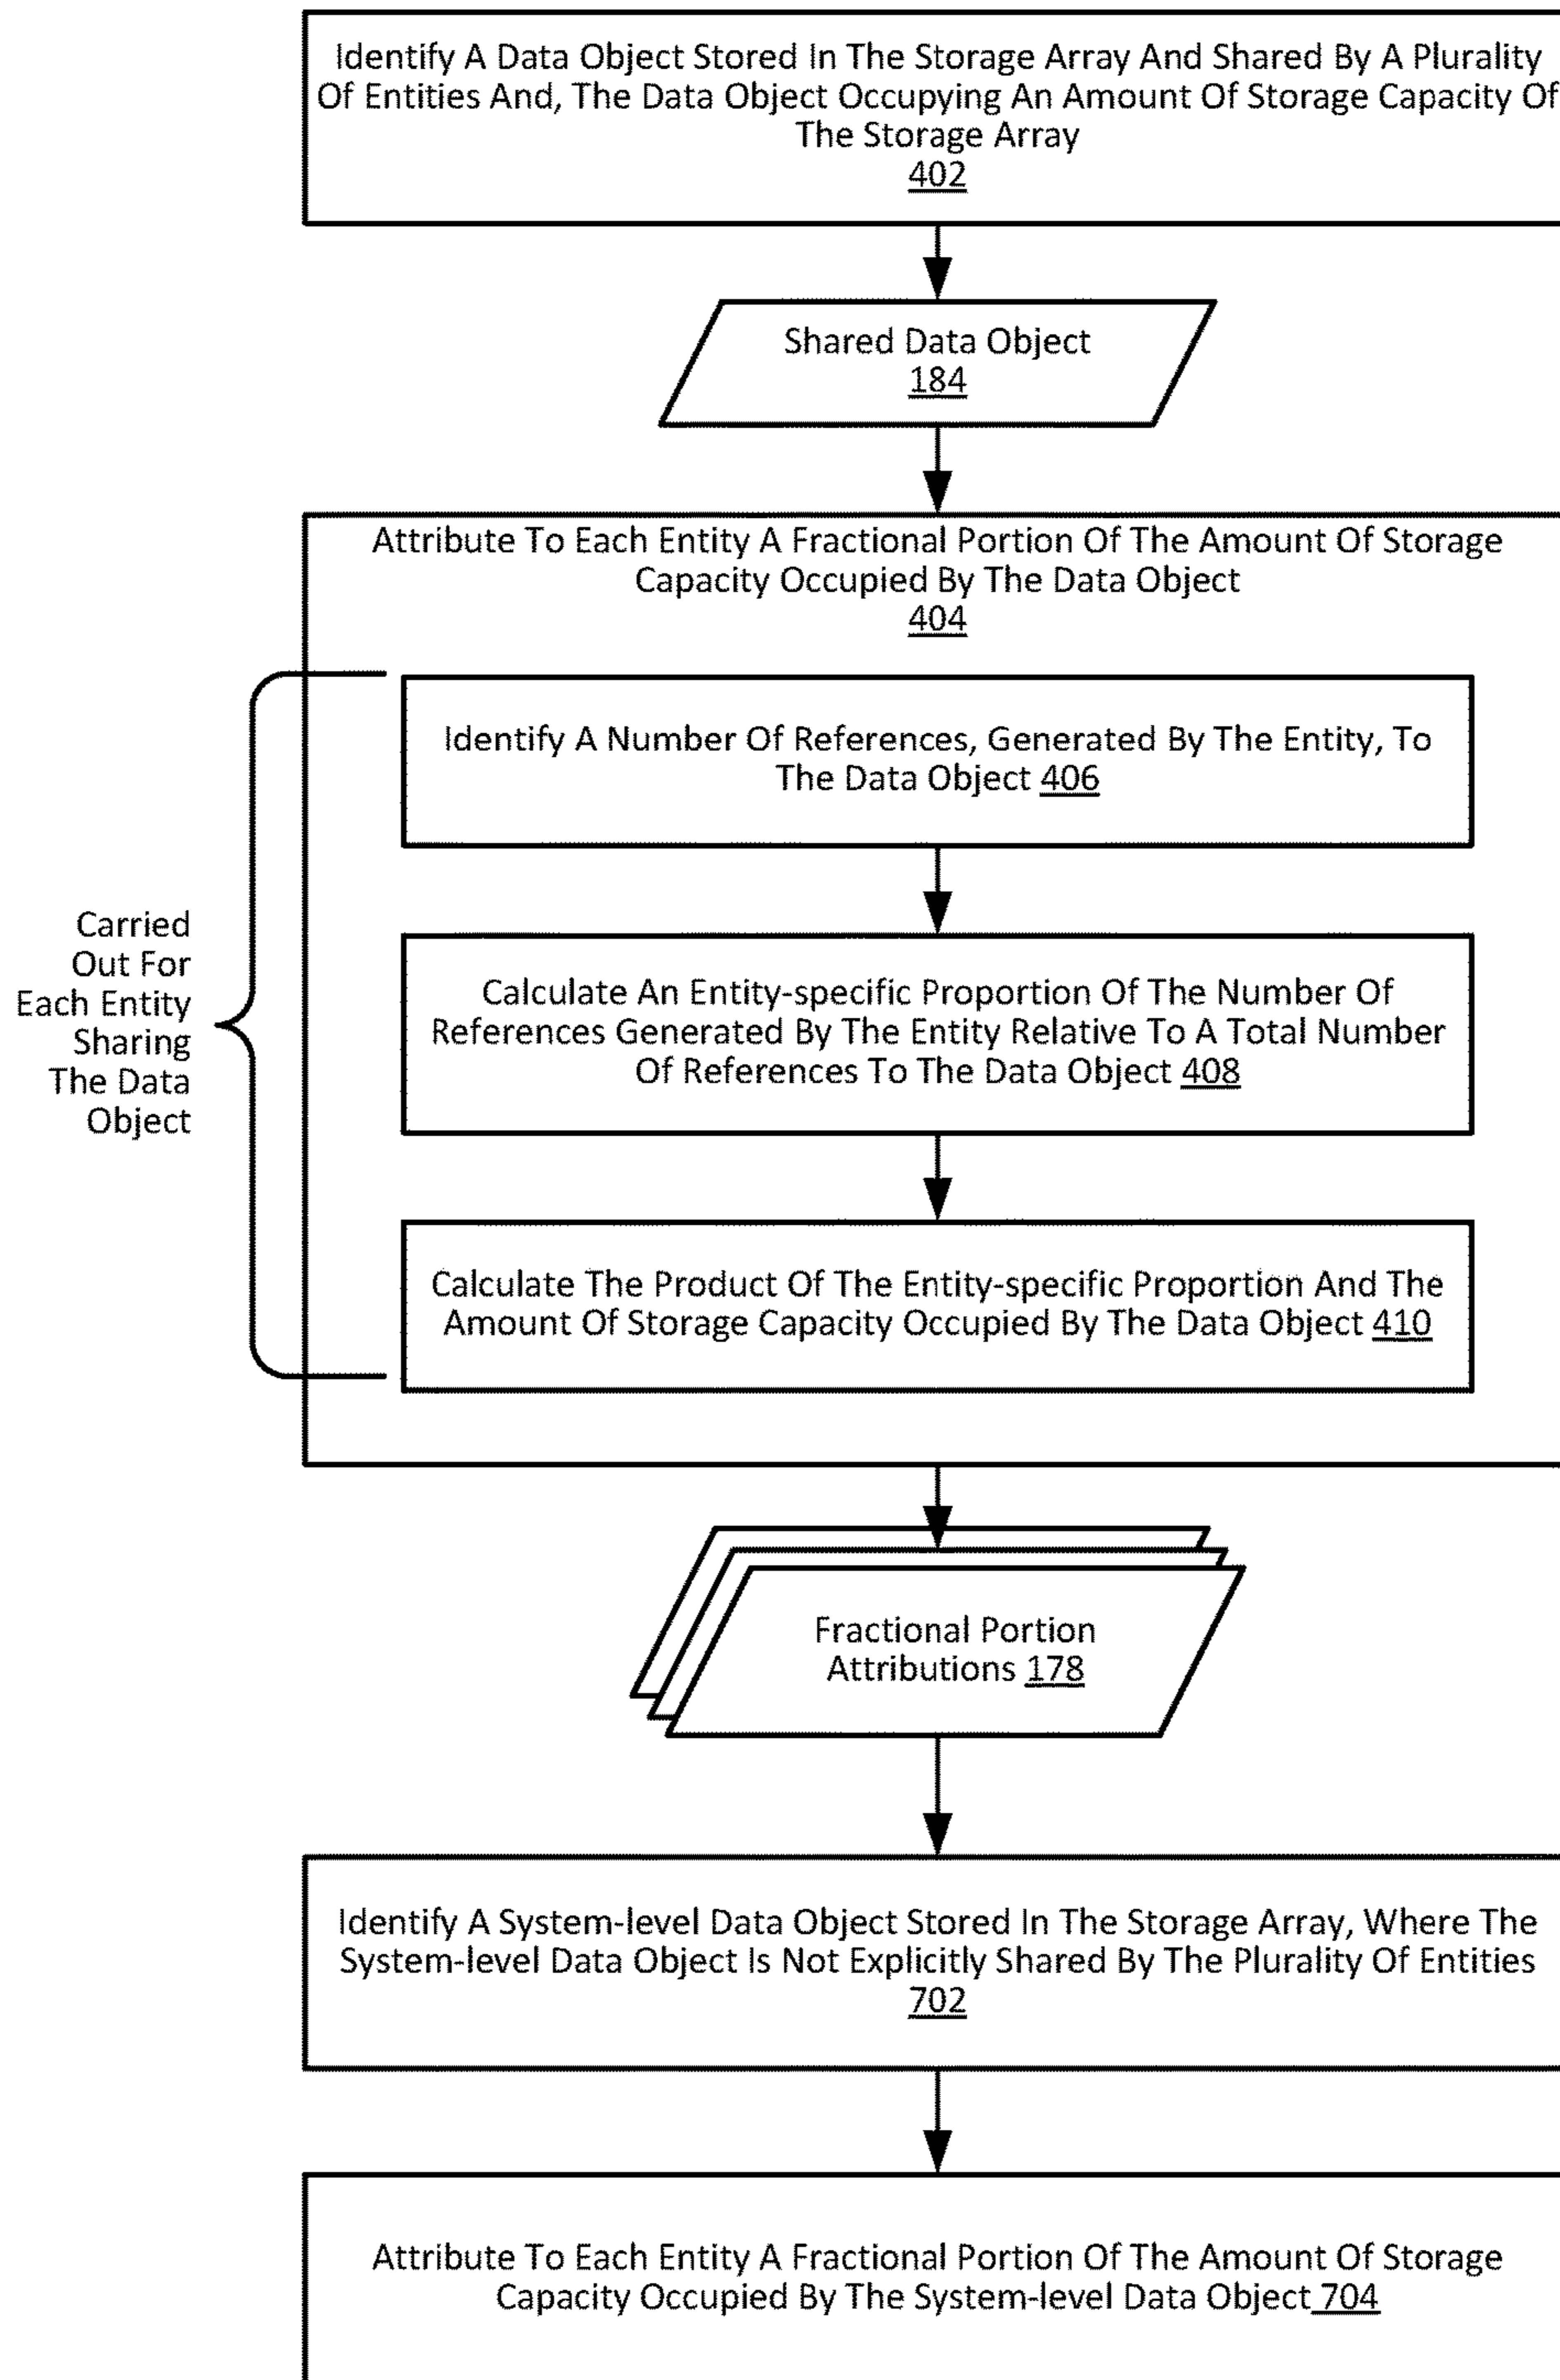 Identify A Data Object Stored In The Storage Array And Shared By A Plurality
Of Entities And, The Data Object Occupying An Amount Of Storage Capacity Of
The Storage Array
402
Shared Data Object
184
Attribute To Each Entity A Fractional Portion Of The Amount Of Storage
Capacity Occupied By The Data Object
404
Carried
Out For
Each Entity
Sharing
The Data
Object
Identify A Number Of References, Generated By The Entity, To
The Data Object 406
Calculate An Entity-specific Proportion Of The Number Of
References Generated By The Entity Relative To A Total Number
Of References To The Data Object 408
Calculate The Product Of The Entity-specific Proportion And The
Amount Of Storage Capacity Occupied By The Data Object 410
Fractional Portion
Attributions 178
Identify A System-level Data Object Stored In The Storage Array, Where The
System-level Data Object Is Not Explicitly Shared By The Plurality Of Entities
702
Attribute To Each Entity A Fractional Portion Of The Amount Of Storage
Capacity Occupied By The System-level Data Object 704